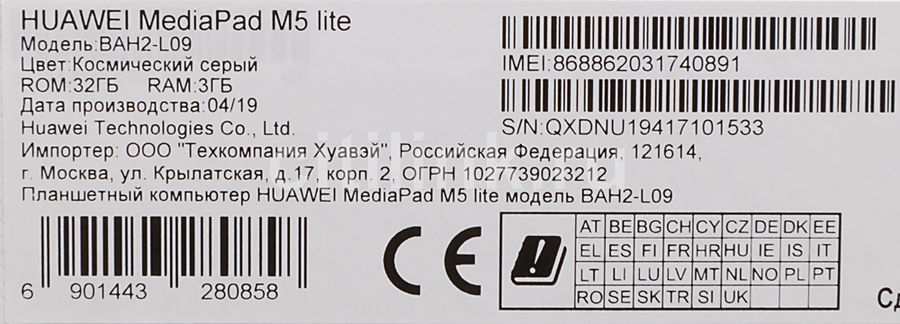 HUAWEI MediaPad M5 lite
Модель:BAH2-L09
Цвет:Космический серый
ROM:32ГБ RAM:3ГБ
Дата производства:04/19
Huawei Technologies Co., Ltd.
Импортер: ООО "Техкомпания Хуавэй", Российская Федерация, 121614,
г. Москва, ул. Крылатская, д.17, корп. 2, ОГРН 1027739023212
Планшетный компьютер HUAWEI MediaPad M5 lite модель BAH2-L09
IMEI:868862031740891
S/N:QXDNU19417101533
6 901443 280858
CE
AT BE BG CH CY CZ DE DK EE
EL ES FI FR HR HU IE IS IT
LT LI LU LV MT NL NO PL PT
RO SE SK TR SI UK
Сд